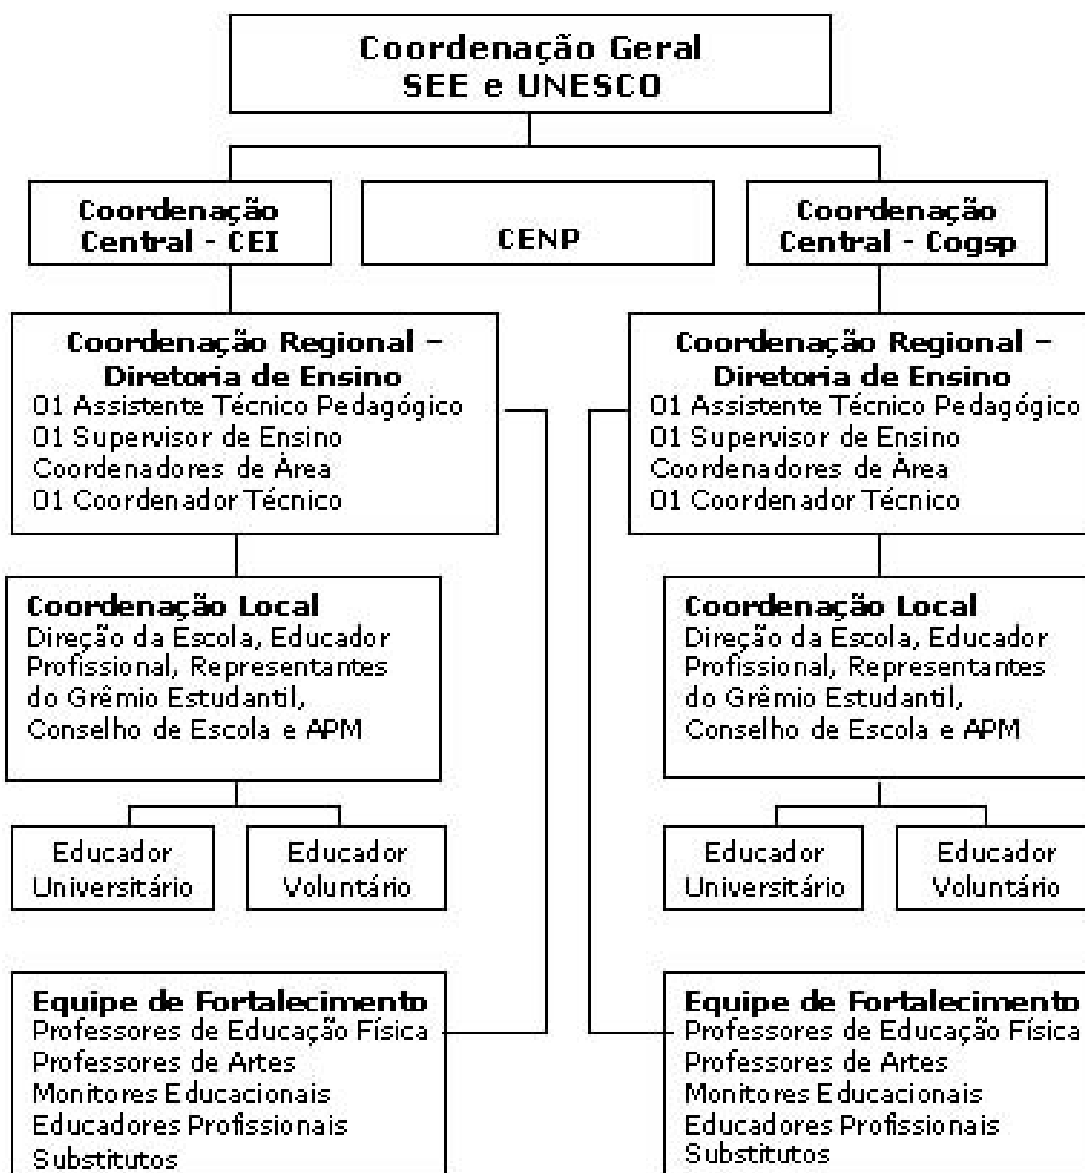 Coordenação Geral
SEE e UNESCO
Coordenação
Central - CEI
CENP
Coordenação
Central - Cogsp
Coordenação Regional –
Diretoria de Ensino
01 Assistente Técnico Pedagógico
01 Supervisor de Ensino
Coordenadores de Área
01 Coordenador Técnico
Coordenação Regional –
Diretoria de Ensino
01 Assistente Técnico Pedagógico
01 Supervisor de Ensino
Coordenadores de Área
01 Coordenador Técnico
Coordenação Local
Direção da Escola, Educador
Profissional, Representantes
do Grêmio Estudantil,
Conselho de Escola e APM
Coordenação Local
Direção da Escola, Educador
Profissional, Representantes
do Grêmio Estudantil,
Conselho de Escola e APM
Educador
Universitário
Educador
Voluntário
Educador
Universitário
Educador
Voluntário
Equipe de Fortalecimento
Professores de Educação Física
Professores de Artes
Monitores Educacionais
Educadores Profissionais
Substitutos
Equipe de Fortalecimento
Professores de Educação Física
Professores de Artes
Monitores Educacionais
Educadores Profissionais
Substitutos